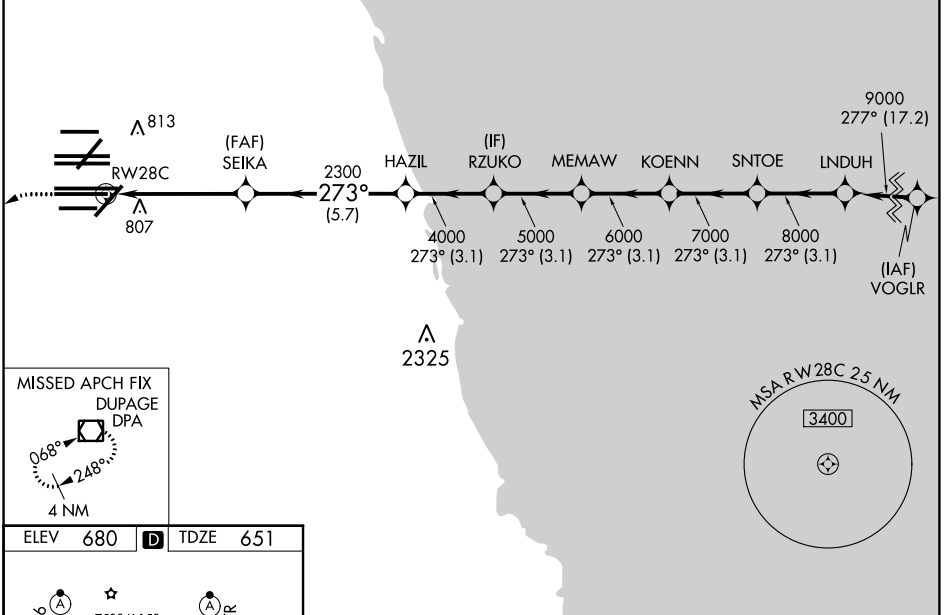 813
807
RW28C
(FAF)
SEIKA
2300
273°
(5.7)
HAZIL
(IF)
RZUKO
MEMAW
KOENN
SNTOE
LNDUH
9000
277° (17.2)
4000
273° (3.1)
5000
273° (3.1)
6000
273° (3.1)
7000
273° (3.1)
8000
273° (3.1)
(IAF)
VOGLR
2325
MISSED APCH FIX
DUPAGE
DPA
068°
248°
4 NM
MSA RW28C 25 NM
3400
ELEV 680 D TDZE 651
A
A